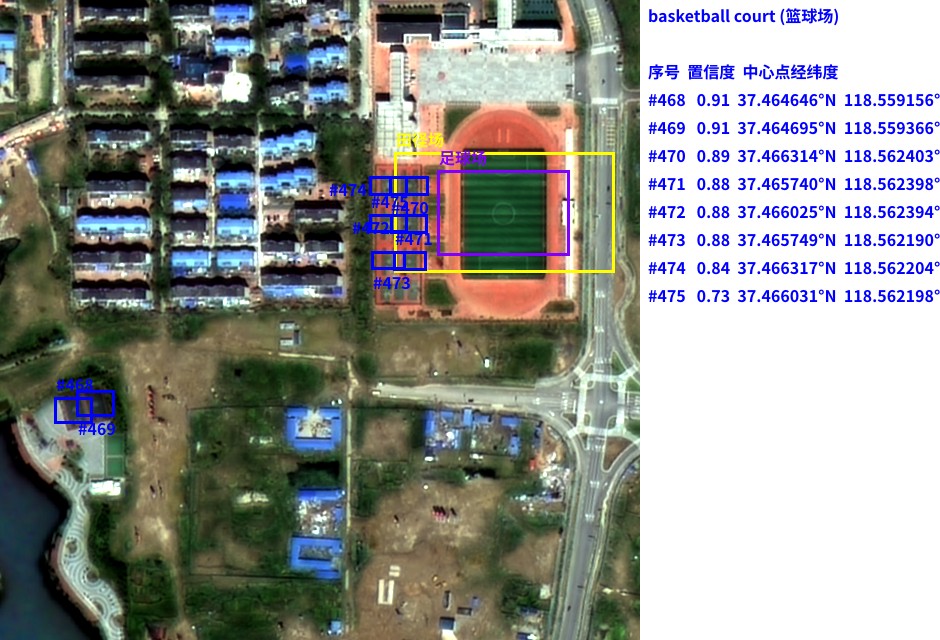 basketball court (篮球场)
序号 置信度 中心点经纬度
#468 0.91 37.464646°N 118.559156°
#469 0.91 37.464695°N 118.559366°
#470 0.89 37.466314°N 118.562403°
#471 0.88 37.465740°N 118.562398°
#472 0.88 37.466025°N 118.562394°
#473 0.88 37.465749°N 118.562190°
#474 0.84 37.466317°N 118.562204°
#475 0.73 37.466031°N 118.562198°
足球场
#474
#475
#470
#472
#471
#473
#468
#469